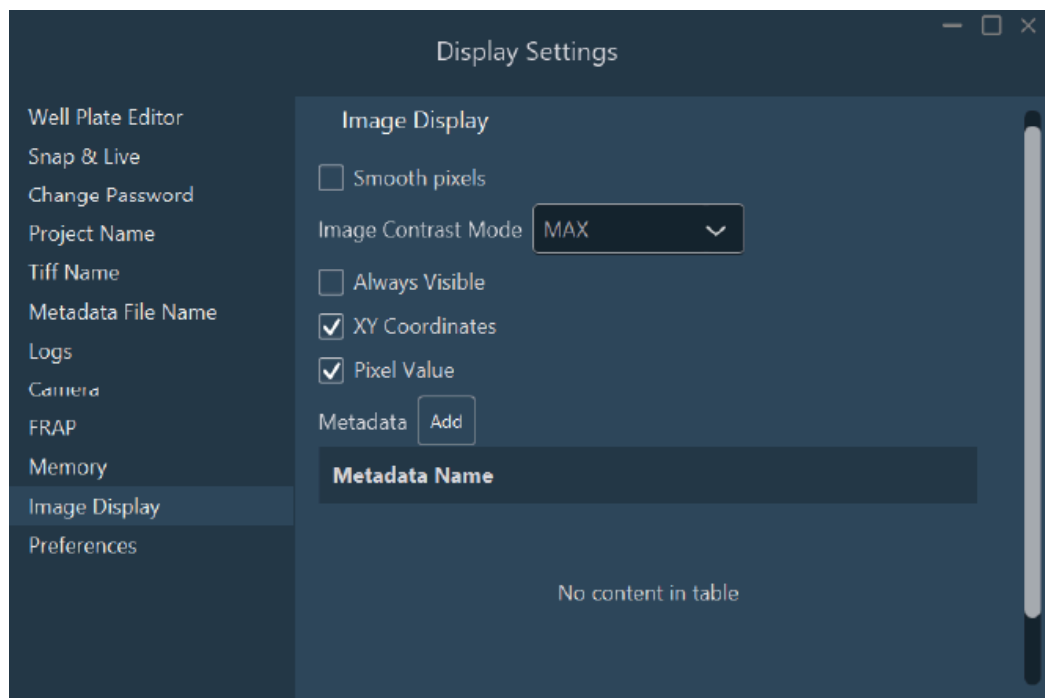 Display Settings
Well Plate Editor
Snap & Live
Change Password
Project Name
Tiff Name
Metadata File Name
Logs
Camera
FRAP
Memory
Image Display
Preferences
Image Display
Smooth pixels
Image Contrast Mode MAX
Always Visible
XY Coordinates
Pixel Value
Metadata Add
Metadata Name
No content in table